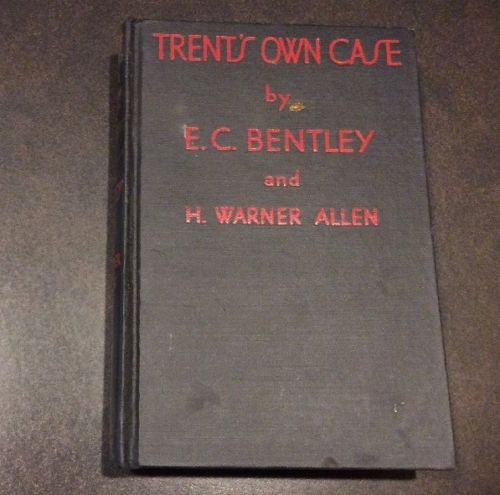 TRENT'S OWN CASE
by
E. C. BENTLEY
and
H. WARNER ALLEN